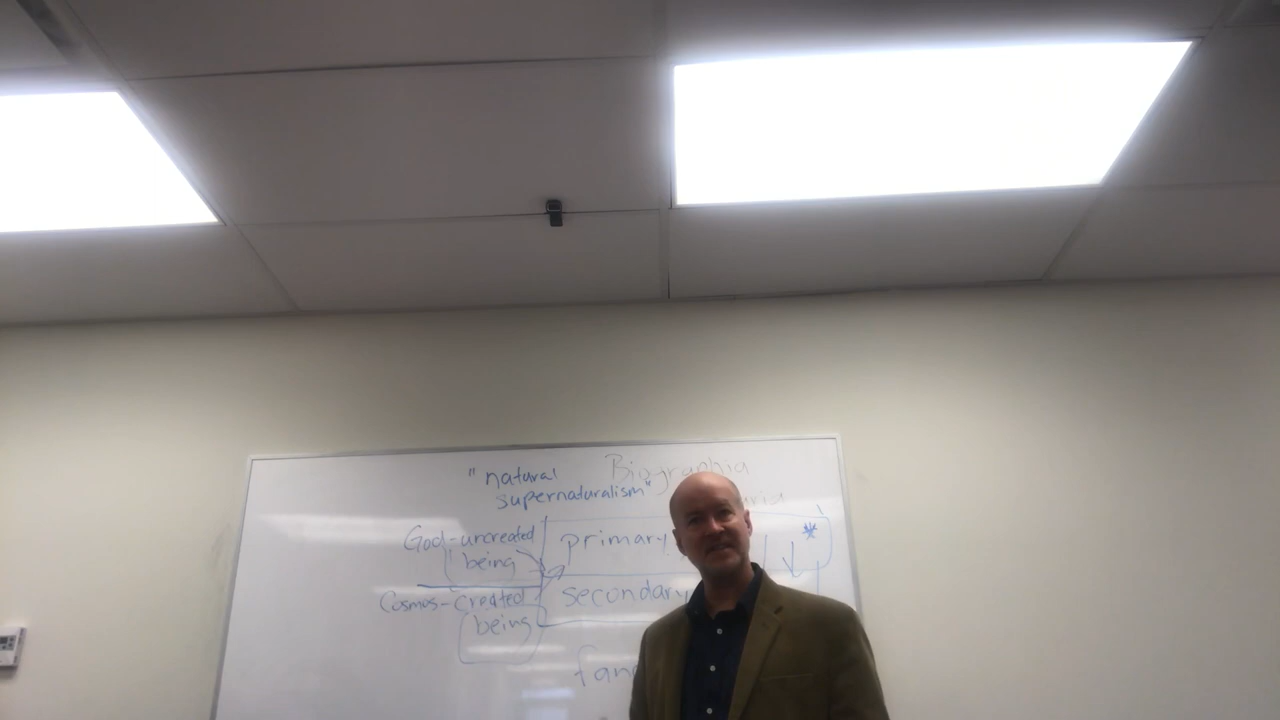 "natural
supernaturalism"
Biographia
God-uncreated
being
primary
Cosmos-created
being
secondary